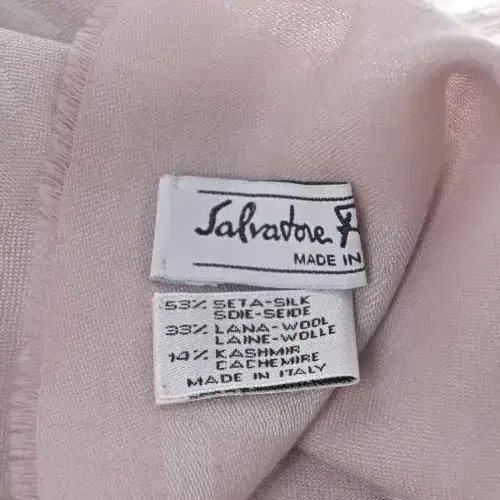 Salvatore F
MADE IN
53% SETA-SILK
SOIE-SEIDE
33% LANA-WOOL
LAINE-WOLLE
14% KASHMIR
CACHEMIRE
MADE IN ITALY